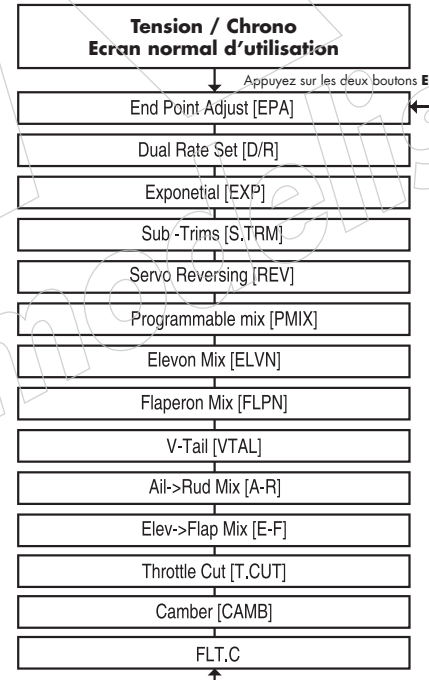 Tension / Chrono
Ecran normal d'utilisation
Appuyez sur les deux boutons E
End Point Adjust [EPA]
Dual Rate Set [D/R]
Exponetial [EXP]
Sub -Trims [S.TRM]
Servo Reversing [REV]
Programmable mix [PMIX]
Elevon Mix [ELVN]
Flaperon Mix [FLPN]
V-Tail [VTAL]
Ail->Rud Mix [A-R]
Elev->Flap Mix [E-F]
Throttle Cut [T.CUT]
Camber [CAMB]
FLT.C